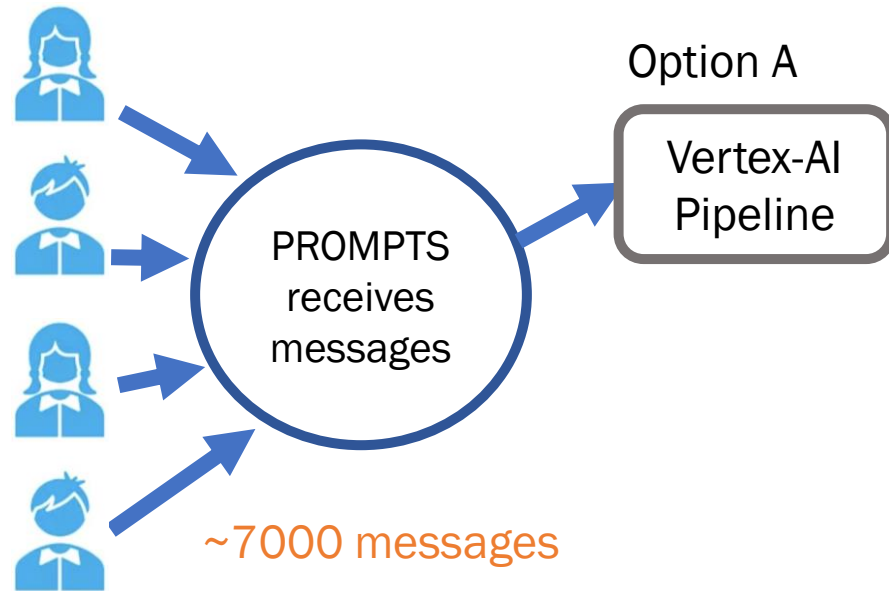 Option A
Vertex-AI
Pipeline
PROMPTS
receives
messages
~7000 messages